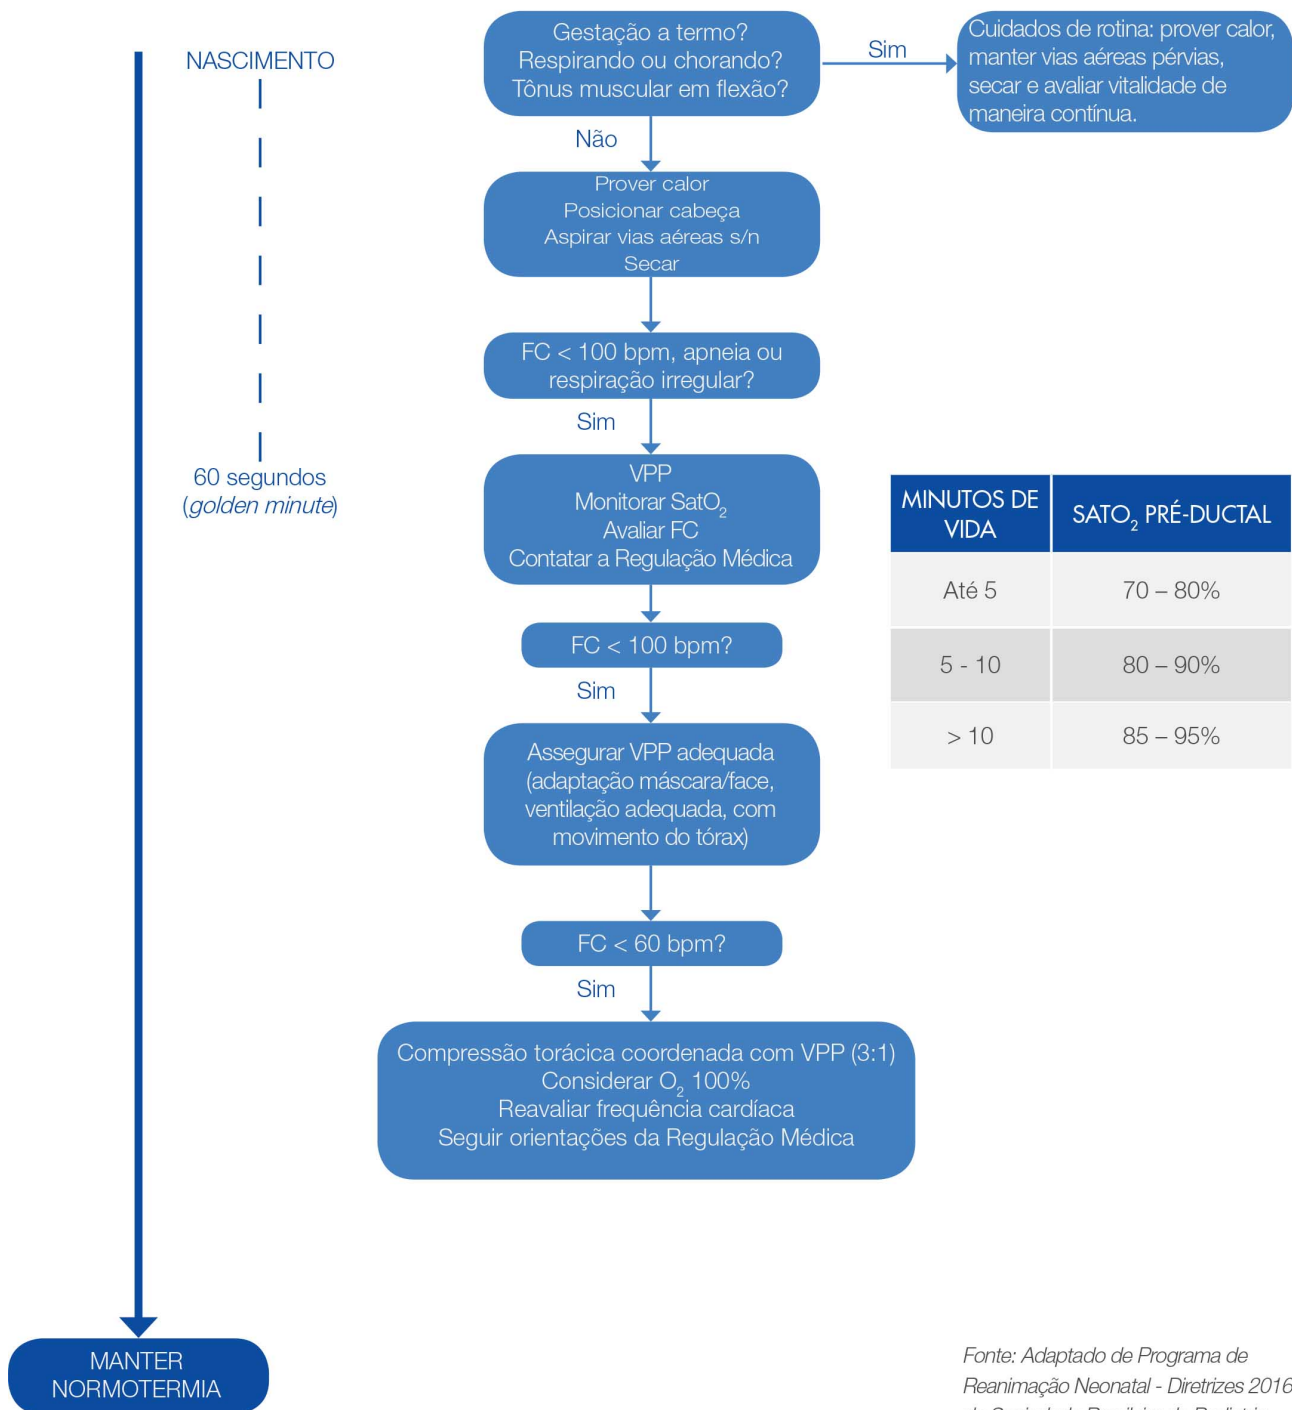 Gestação a termo?
Respirando ou chorando?
Tônus muscular em flexão?
Sim
Cuidados de rotina: prover calor,
manter vias aéreas pérvias,
secar e avaliar vitalidade de
maneira contínua.
NASCIMENTO
Não
Prover calor
Posicionar cabeça
Aspirar vias aéreas s/n
Secar
FC < 100 bpm, apneia ou
respiração irregular?
Sim
60 segundos
(golden minute)
VPP
Monitorar SatO₂
Avaliar FC
Contatar a Regulação Médica
MINUTOS DE
VIDA
SATO₂ PRÉ-DUCTAL
Até 5
70 – 80%
5 - 10
80 – 90%
> 10
85 – 95%
FC < 100 bpm?
Sim
Assegurar VPP adequada
(adaptação máscara/face,
ventilação adequada, com
movimento do tórax)
FC < 60 bpm?
Sim
Compressão torácica coordenada com VPP (3:1)
Considerar O₂ 100%
Reavaliar frequência cardíaca
Seguir orientações da Regulação Médica
MANTER
NORMOTERMIA
Fonte: Adaptado de Programa de
Reanimação Neonatal - Diretrizes 2016